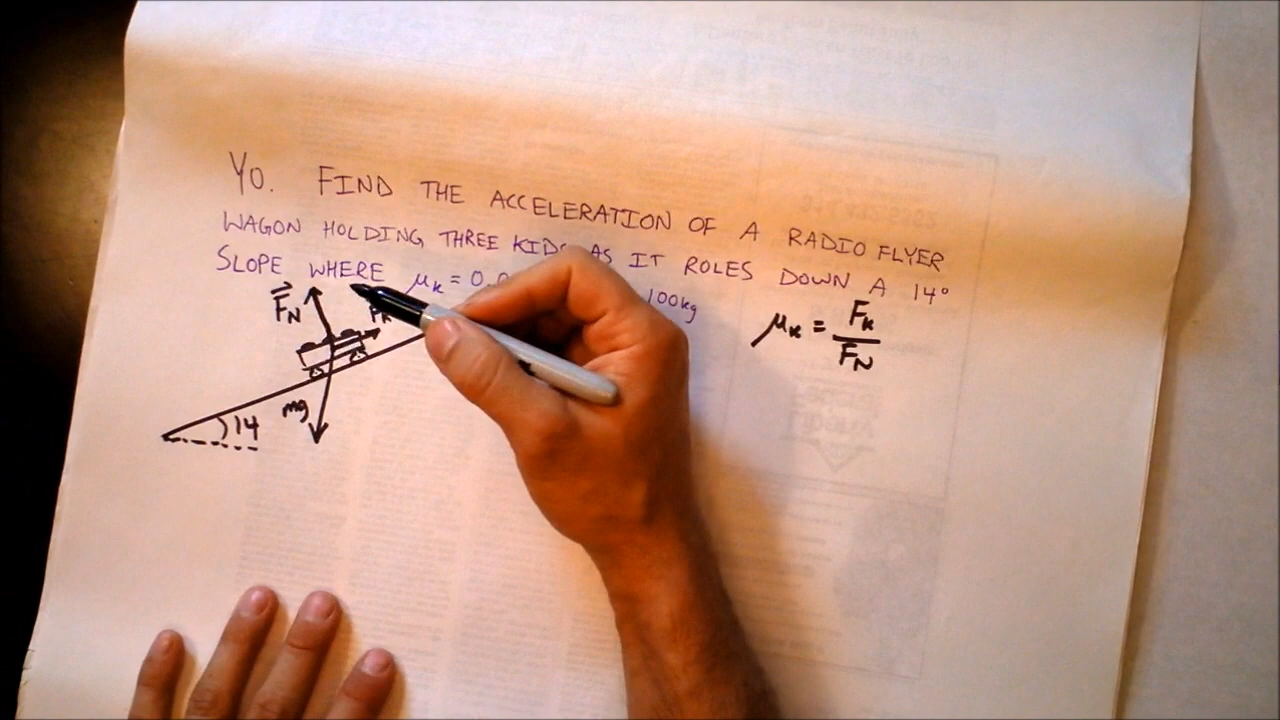 YO. FIND THE ACCELERATION OF A RADIO FLYER
WAGON HOLDING THREE KIDS AS IT ROLES DOWN A 14°
SLOPE WHERE μₖ = 0.0 100kg
F⃗N
μₖ = Fₖ / FN
mg
14